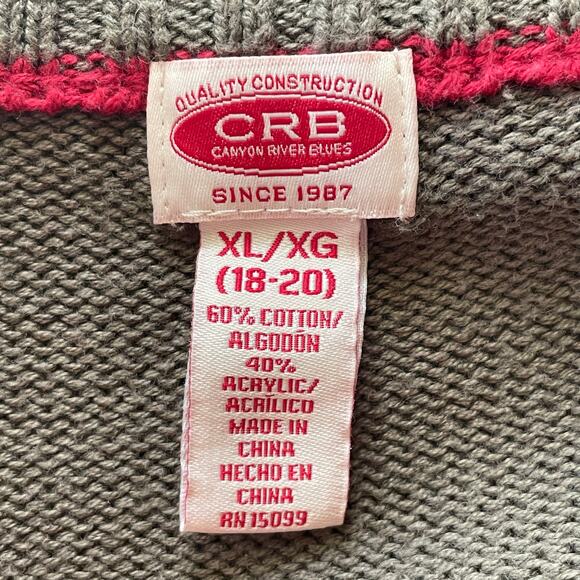 QUALITY CONSTRUCTION
CRB
CANYON RIVER BLUES
SINCE 1987
XL/XG
(18-20)
60% COTTON/
ALGODÓN
40%
ACRYLIC/
ACRÍLICO
MADE IN
CHINA
HECHO EN
CHINA
RN 15099